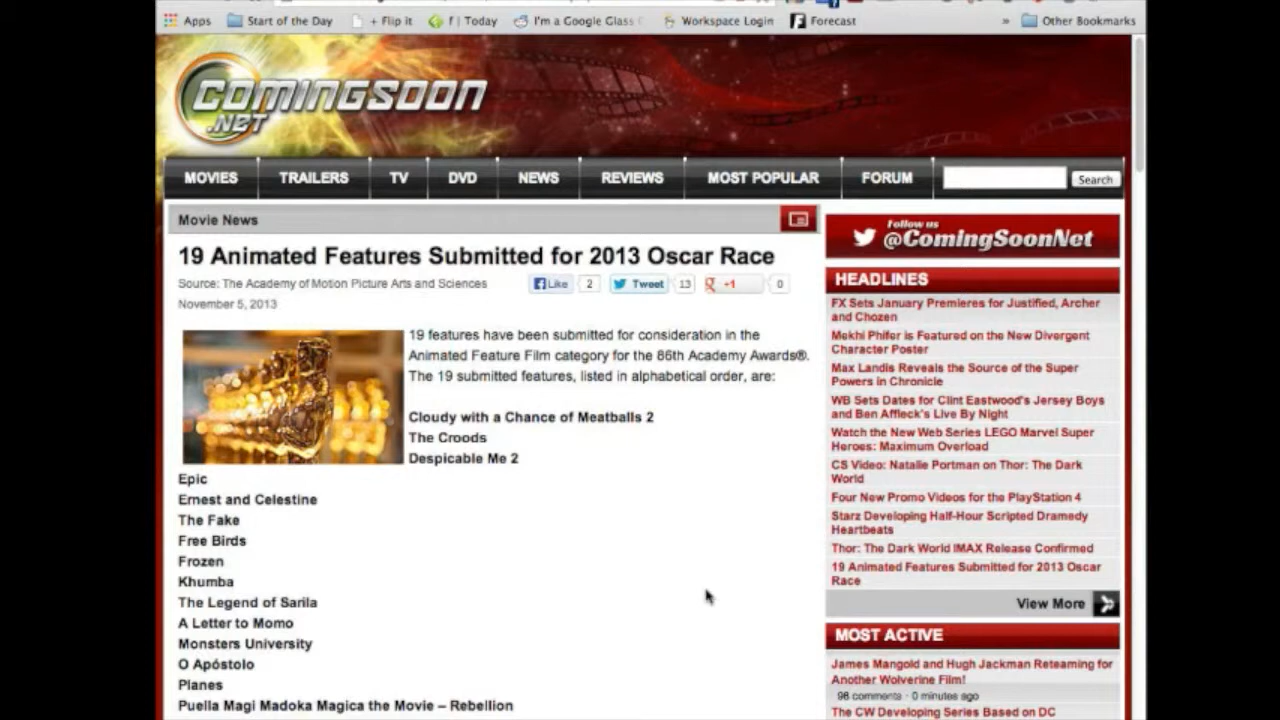 Apps
Start of the Day
+ Flip it
f | Today
I'm a Google Glass
Workspace Login
Forecast
»
Other Bookmarks
COMINGSOON
.NET
MOVIES
TRAILERS
TV
DVD
NEWS
REVIEWS
MOST POPULAR
FORUM
Search
Movie News
19 Animated Features Submitted for 2013 Oscar Race
Source: The Academy of Motion Picture Arts and Sciences
Like 2
Tweet 13
+1 0
November 5, 2013
19 features have been submitted for consideration in the
Animated Feature Film category for the 86th Academy Awards®.
The 19 submitted features, listed in alphabetical order, are:
Cloudy with a Chance of Meatballs 2
The Croods
Despicable Me 2
Epic
Ernest and Celestine
The Fake
Free Birds
Frozen
Khumba
The Legend of Sarila
A Letter to Momo
Monsters University
O Apóstolo
Planes
Puella Magi Madoka Magica the Movie – Rebellion
Follow us
@ComingSoonNet
HEADLINES
FX Sets January Premieres for Justified, Archer
and Chozen
Mekhi Phifer is Featured on the New Divergent
Character Poster
Max Landis Reveals the Source of the Super
Powers in Chronicle
WB Sets Dates for Clint Eastwood's Jersey Boys
and Ben Affleck's Live By Night
Watch the New Web Series LEGO Marvel Super
Heroes: Maximum Overload
CS Video: Natalie Portman on Thor: The Dark
World
Four New Promo Videos for the PlayStation 4
Starz Developing Half-Hour Scripted Dramedy
Heartbeats
Thor: The Dark World IMAX Release Confirmed
19 Animated Features Submitted for 2013 Oscar
Race
View More
MOST ACTIVE
James Mangold and Hugh Jackman Reteaming for
Another Wolverine Film!
98 comments · 0 minutes ago
The CW Developing Series Based on DC